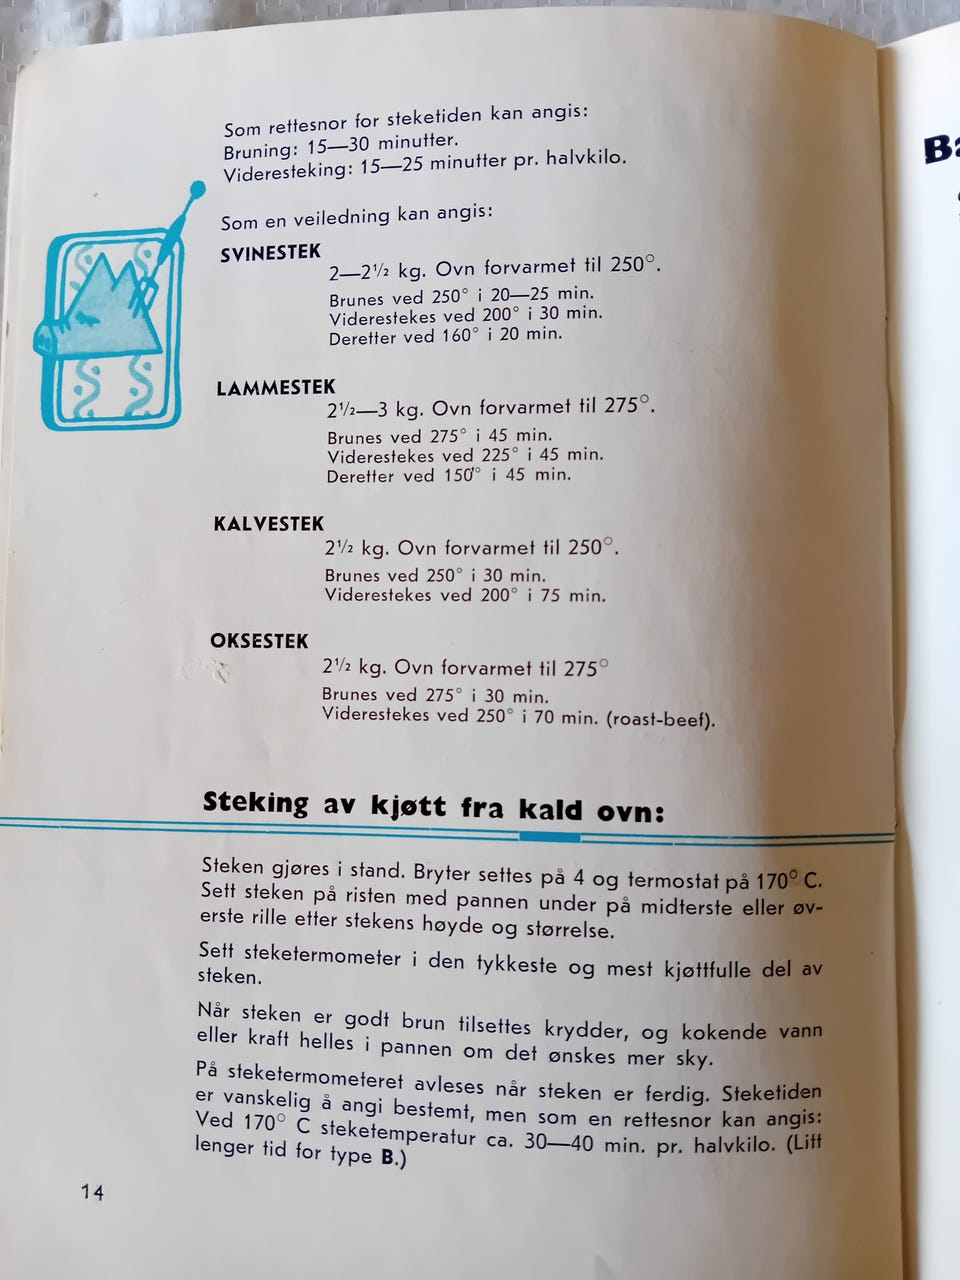 Som rettesnor for steketiden kan angis:
Bruning: 15—30 minutter.
Videresteking: 15—25 minutter pr. halvkilo.
Som en veiledning kan angis:
SVINESTEK
2—2½ kg. Ovn forvarmet til 250°.
Brunes ved 250° i 20—25 min.
Viderestekes ved 200° i 30 min.
Deretter ved 160° i 20 min.
LAMMESTEK
2½—3 kg. Ovn forvarmet til 275°.
Brunes ved 275° i 45 min.
Viderestekes ved 225° i 45 min.
Deretter ved 150° i 45 min.
KALVESTEK
2½ kg. Ovn forvarmet til 250°.
Brunes ved 250° i 30 min.
Viderestekes ved 200° i 75 min.
OKSESTEK
2½ kg. Ovn forvarmet til 275°
Brunes ved 275° i 30 min.
Viderestekes ved 250° i 70 min. (roast-beef).
Steking av kjøtt fra kald ovn:
Steken gjøres i stand. Bryter settes på 4 og termostat på 170° C.
Sett steken på risten med pannen under på midterste eller øv-
erste rille etter stekens høyde og størrelse.
Sett steketermometer i den tykkeste og mest kjøttfulle del av
steken.
Når steken er godt brun tilsettes krydder, og kokende vann
eller kraft helles i pannen om det ønskes mer sky.
På steketermometeret avleses når steken er ferdig. Steketiden
er vanskelig å angi bestemt, men som en rettesnor kan angis:
Ved 170° C steketemperatur ca. 30—40 min. pr. halvkilo. (Litt
lenger tid for type B.)
14